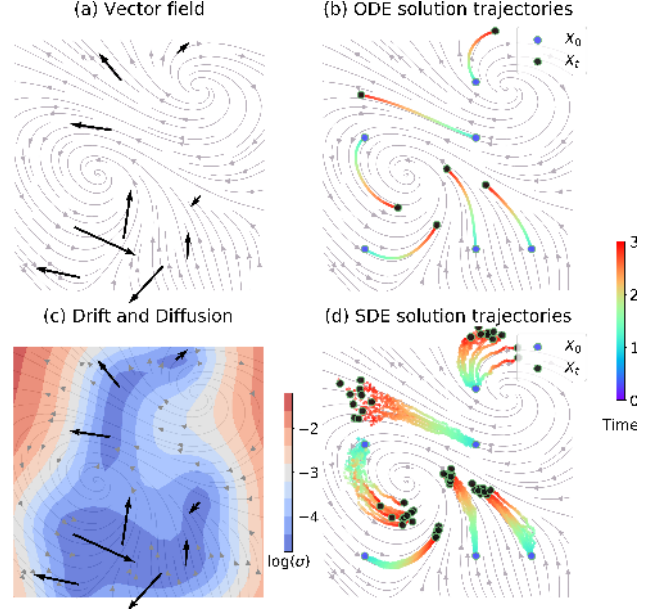 (a) Vector field
(b) ODE solution trajectories
X₀
Xₜ
(c) Drift and Diffusion
(d) SDE solution trajectories
X₀
Xₜ
−2
−3
−4
log(σ)
3
2
1
0
Time